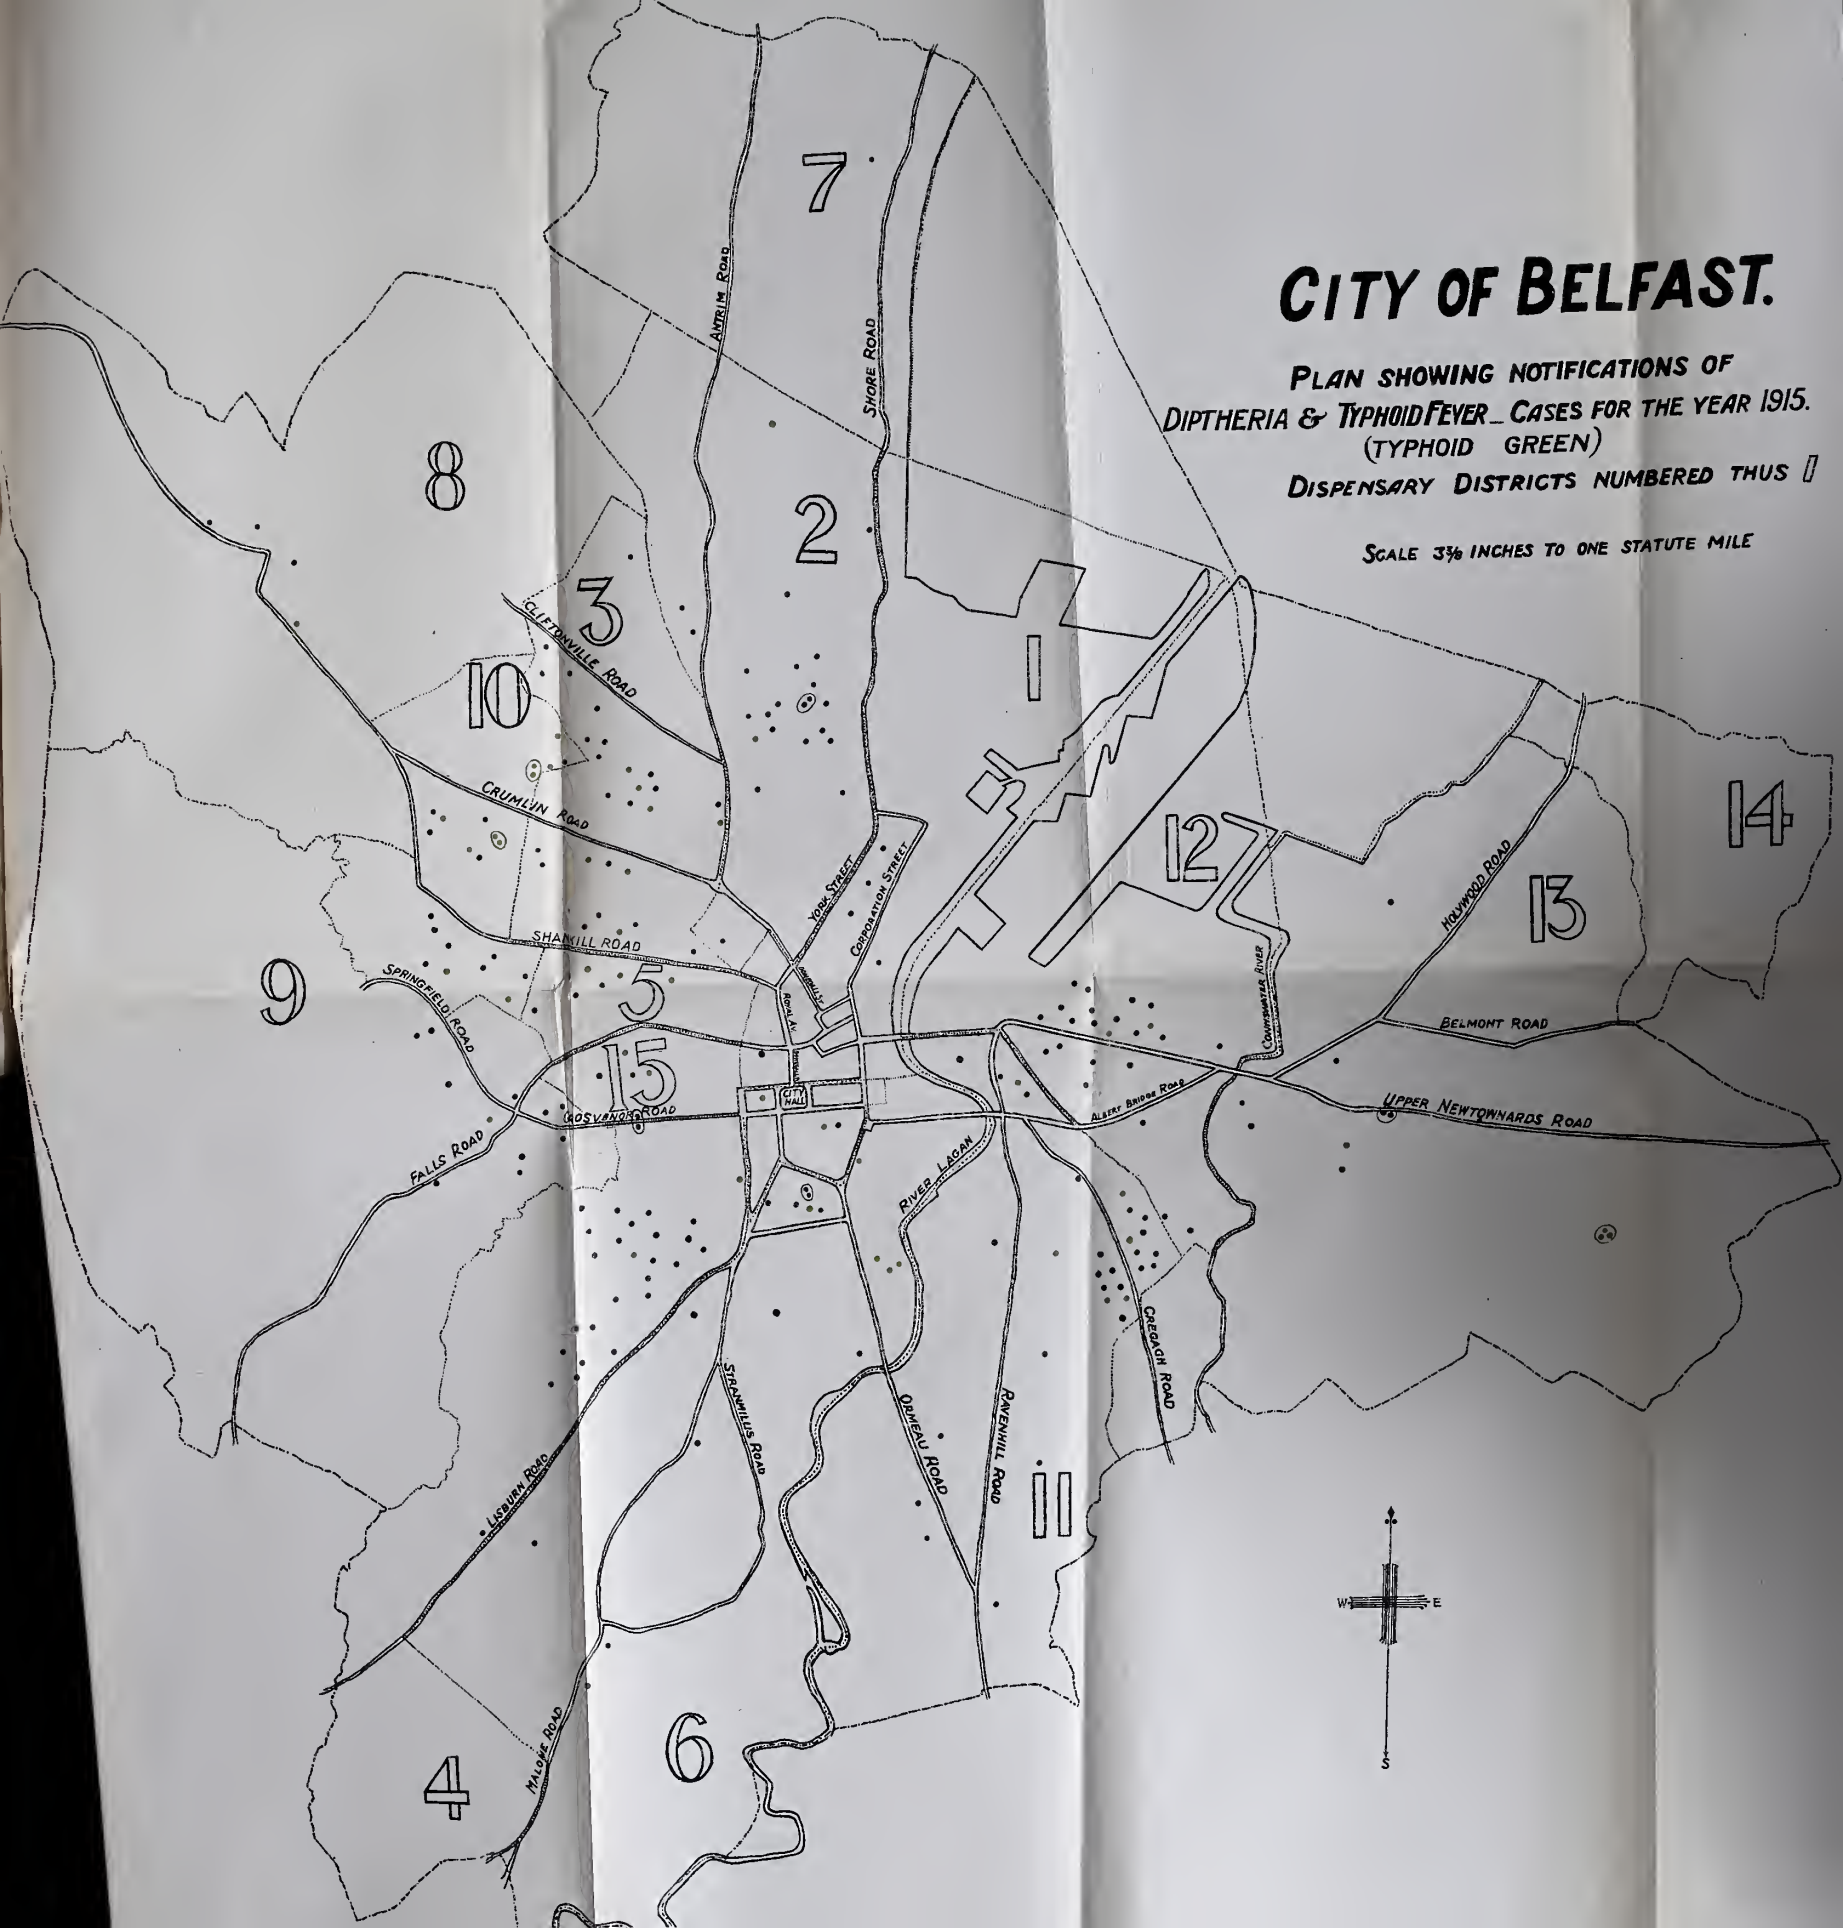 CITY OF BELFAST.
PLAN SHOWING NOTIFICATIONS OF
DIPTHERIA & TYPHOID FEVER_CASES FOR THE YEAR 1915.
(TYPHOID GREEN)
DISPENSARY DISTRICTS NUMBERED THUS 1
SCALE 3⅜ INCHES TO ONE STATUTE MILE
7
ANTRIM ROAD
SHORE ROAD
8
2
3
CLIFTONVILLE ROAD
1
10
CRUMLIN ROAD
12
14
YORK STREET
CORPORATION STREET
HOLYWOOD ROAD
13
SHANKILL ROAD
9
SPRINGFIELD ROAD
5
ROYAL AV.
CONNSWATER RIVER
BELMONT ROAD
15
CITY HALL
GROSVENOR ROAD
ALBERT BRIDGE ROAD
UPPER NEWTOWNARDS ROAD
FALLS ROAD
RIVER LAGAN
CREGAGH ROAD
STRANMILLIS ROAD
ORMEAU ROAD
RAVENHILL ROAD
LISBURN ROAD
11
W E
S
MALONE ROAD
6
4